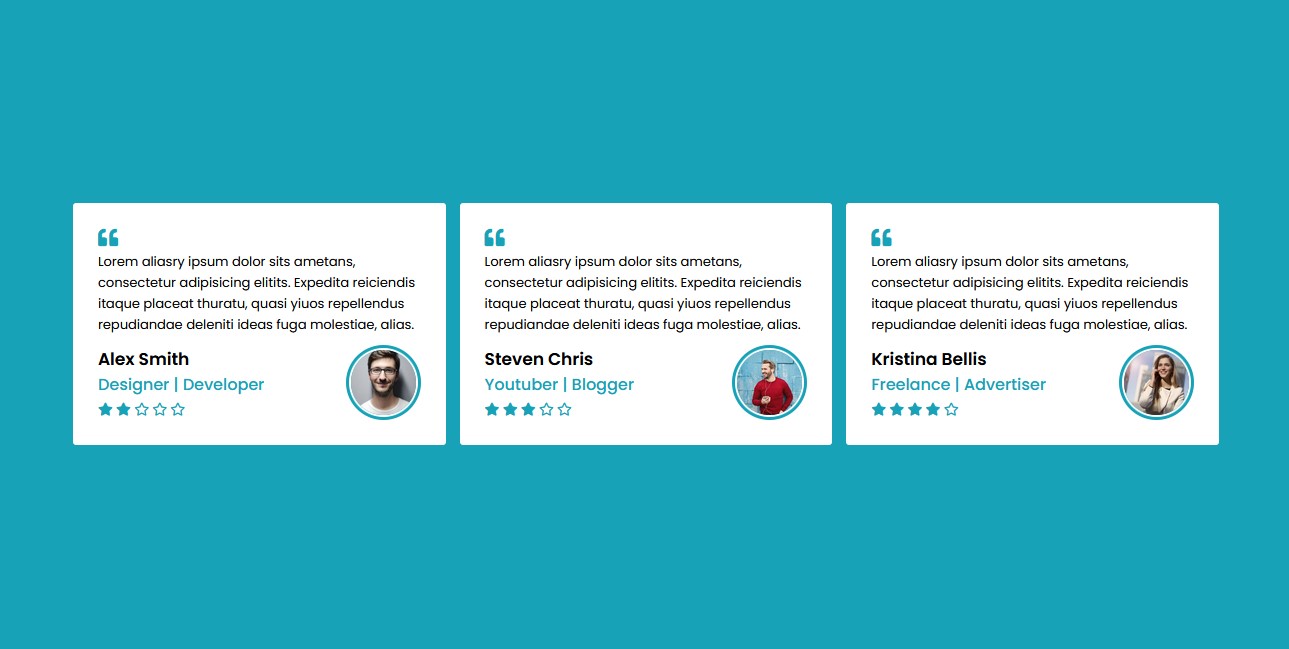 Lorem aliasry ipsum dolor sits ametans,
consectetur adipisicing elitits. Expedita reiciendis
itaque placeat thuratu, quasi yiuos repellendus
repudiandae deleniti ideas fuga molestiae, alias.
Alex Smith
Designer | Developer
Lorem aliasry ipsum dolor sits ametans,
consectetur adipisicing elitits. Expedita reiciendis
itaque placeat thuratu, quasi yiuos repellendus
repudiandae deleniti ideas fuga molestiae, alias.
Steven Chris
Youtuber | Blogger
Lorem aliasry ipsum dolor sits ametans,
consectetur adipisicing elitits. Expedita reiciendis
itaque placeat thuratu, quasi yiuos repellendus
repudiandae deleniti ideas fuga molestiae, alias.
Kristina Bellis
Freelance | Advertiser